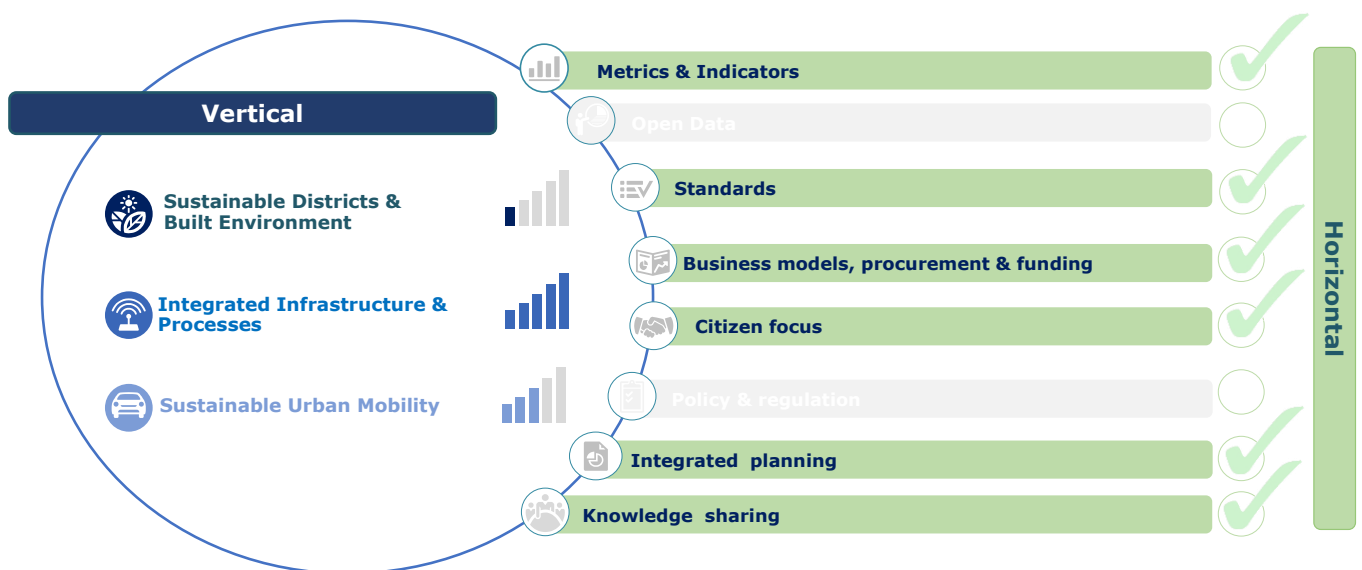 Vertical
Sustainable Districts &
Built Environment
Integrated Infrastructure &
Processes
Sustainable Urban Mobility
Metrics & Indicators
Open Data
Standards
Business models, procurement & funding
Citizen focus
Policy & regulation
Integrated planning
Knowledge sharing
Horizontal